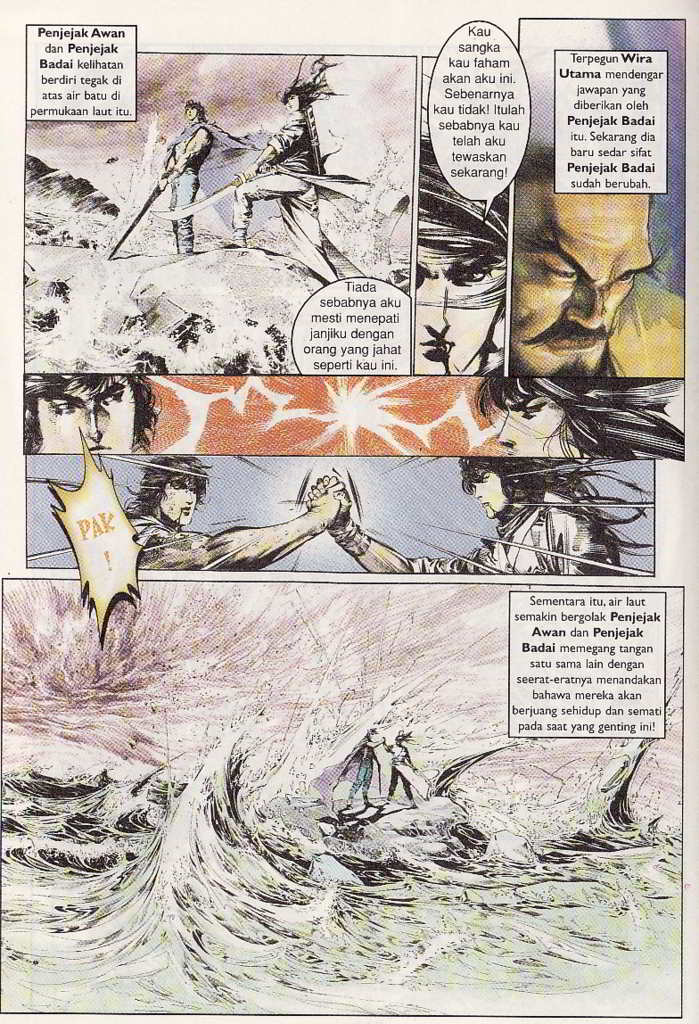 Penjejak Awan
dan Penjejak
Badai kelihatan
berdiri tegak di
atas air batu di
permukaan laut itu.
Tiada
sebabnya aku
mesti menepati
janjiku dengan
orang yang jahat
seperti kau ini.
Kau
sangka
kau faham
akan aku ini.
Sebenarnya
kau tidak! Itulah
sebabnya kau
telah aku
tewaskan
sekarang!
Terpegun Wira
Utama mendengar
jawapan yang
diberikan oleh
Penjejak Badai
itu. Sekarang dia
baru sedar sifat
Penjejak Badai
sudah berubah.
PAK
!
Sementara itu, air laut
semakin bergolak Penjejak
Awan dan Penjejak
Badai memegang tangan
satu sama lain dengan
seerat-eratnya menandakan
bahawa mereka akan
berjuang sehidup dan semati
pada saat yang genting ini!